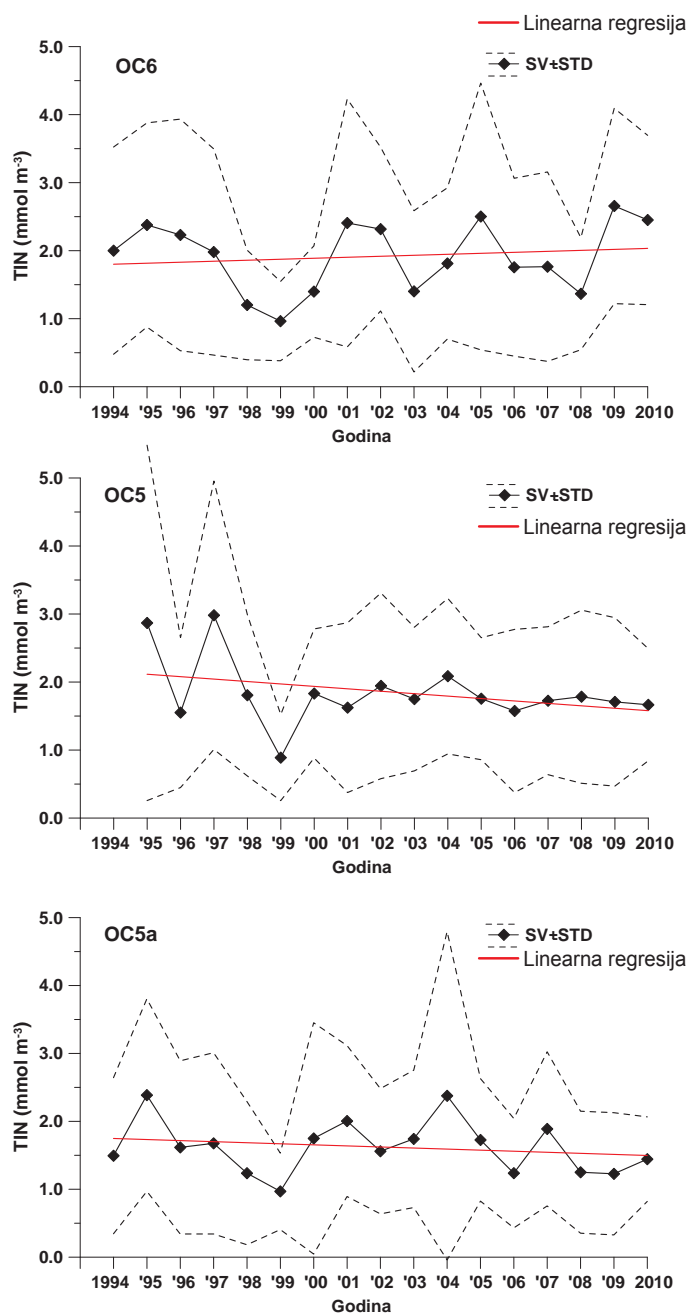 Linearna regresija
5.0
OC6
SV±STD
4.0
3.0
2.0
1.0
0.0
TIN (mmol m-3)
1994 '95 '96 '97 '98 '99 '00 '01 '02 '03 '04 '05 '06 '07 '08 '09 2010
Godina
5.0
OC5
SV±STD
Linearna regresija
4.0
3.0
2.0
1.0
0.0
TIN (mmol m-3)
1994 '95 '96 '97 '98 '99 '00 '01 '02 '03 '04 '05 '06 '07 '08 '09 2010
Godina
5.0
OC5a
SV±STD
Linearna regresija
4.0
3.0
2.0
1.0
0.0
TIN (mmol m-3)
1994 '95 '96 '97 '98 '99 '00 '01 '02 '03 '04 '05 '06 '07 '08 '09 2010
Godina